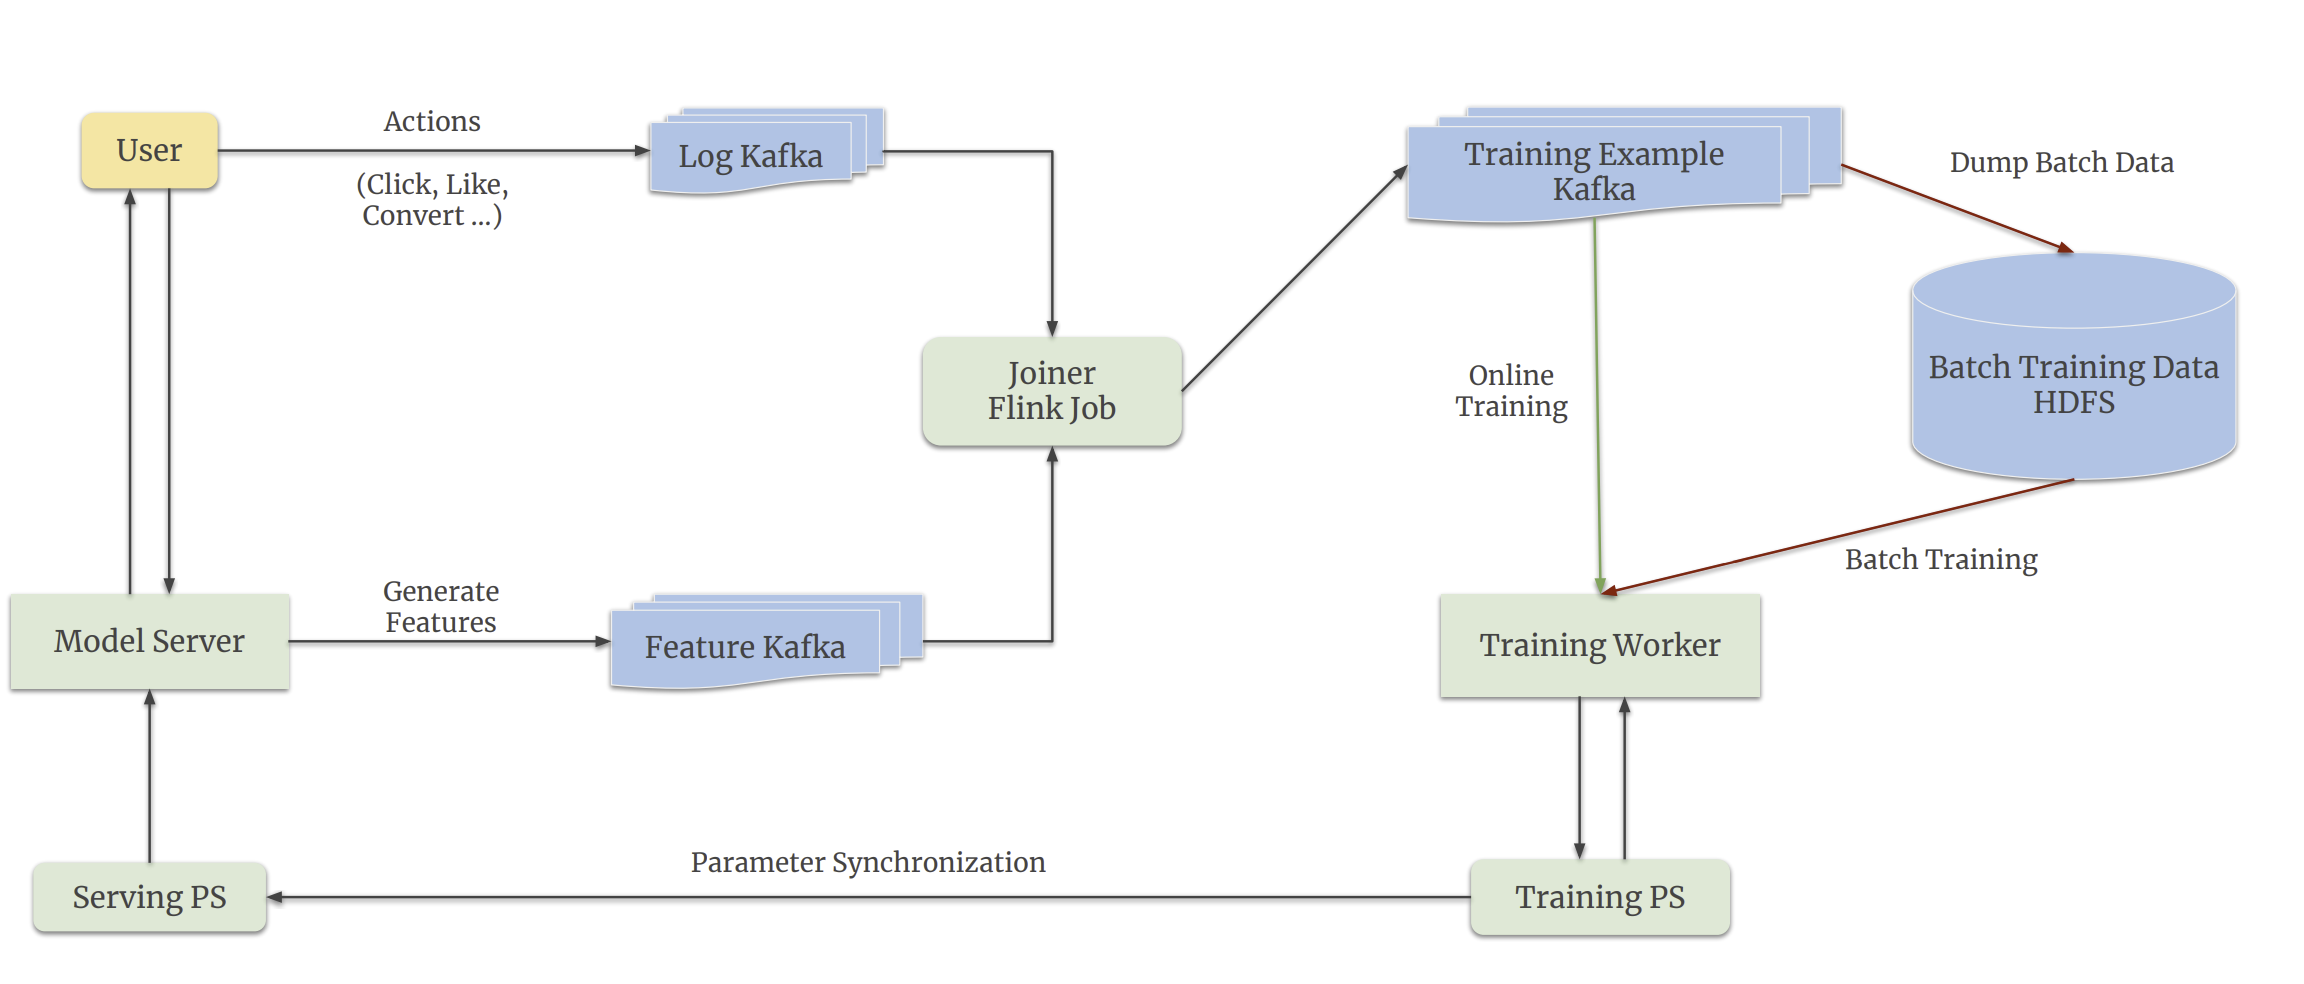 User
Actions
(Click, Like,
Convert ...)
Log Kafka
Training Example
Kafka
Dump Batch Data
Joiner
Flink Job
Online
Training
Batch Training Data
HDFS
Batch Training
Model Server
Generate
Features
Feature Kafka
Training Worker
Serving PS
Parameter Synchronization
Training PS